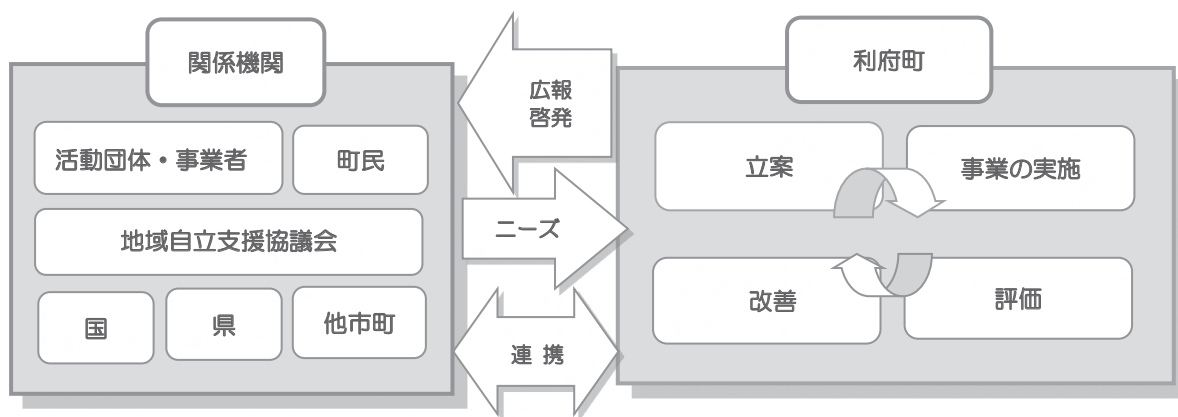 関係機関
活動団体・事業者
町民
地域自立支援協議会
国
県
他市町
広報
啓発
ニーズ
連 携
利府町
立案
事業の実施
改善
評価